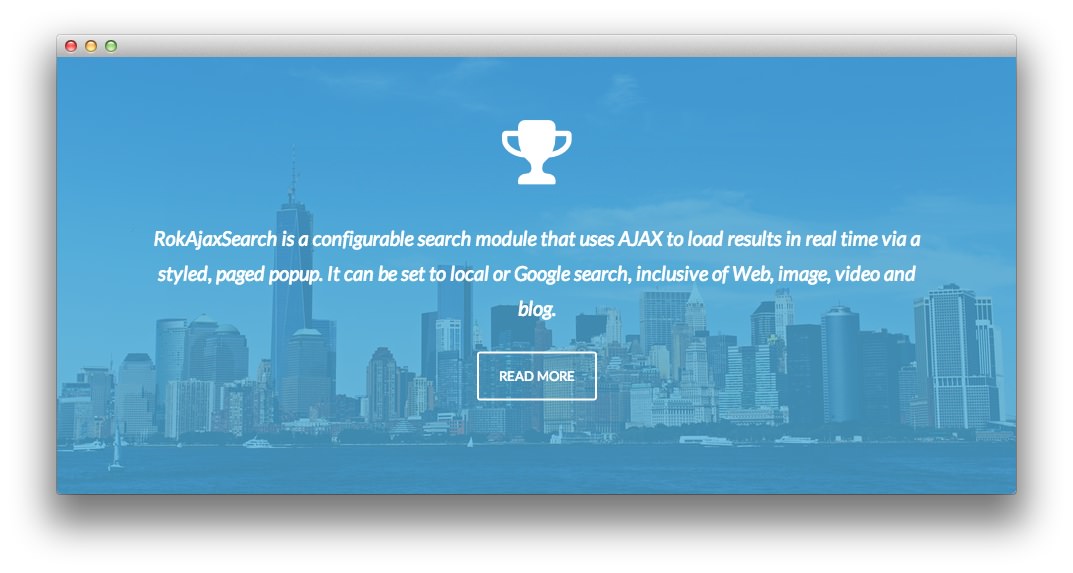 RokAjaxSearch is a configurable search module that uses AJAX to load results in real time via a
styled, paged popup. It can be set to local or Google search, inclusive of Web, image, video and
blog.
READ MORE